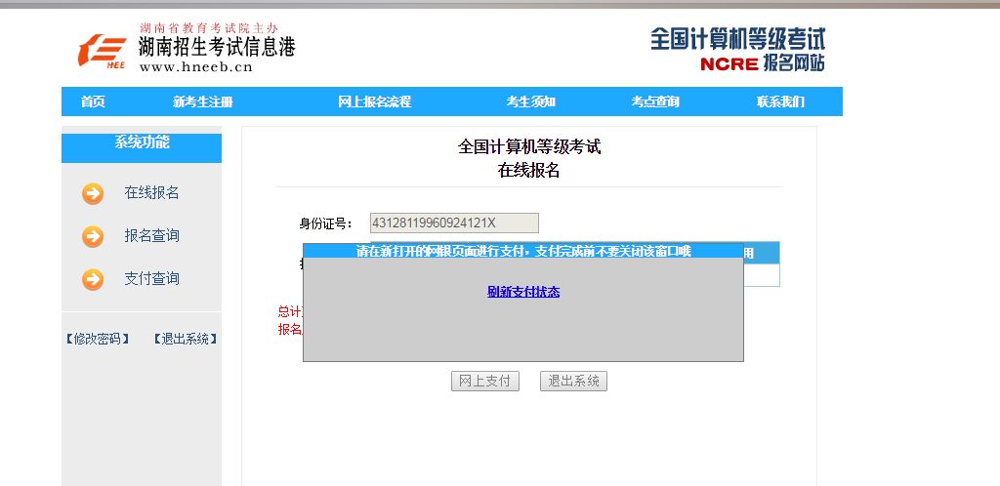 湖南省教育考试院主办
湖南招生考试信息港
www.hneeb.cn
HNEE
全国计算机等级考试
NCRE 报名网站
首页 新考生注册 网上报名流程 考生须知 考点查询 联系我们
系统功能
在线报名
报名查询
支付查询
【修改密码】 【退出系统】
全国计算机等级考试
在线报名
身份证号： 43128119960924121X
请在新打开的网银页面进行支付，支付完成前不要关闭该窗口哦
用
刷新支付状态
总计
报名
网上支付 退出系统